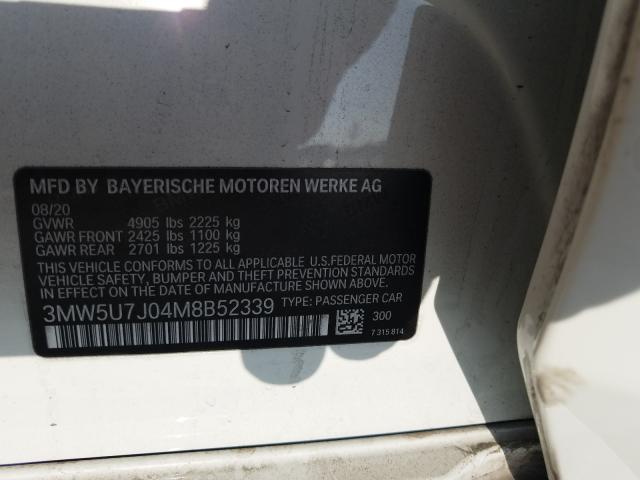 MFD BY BAYERISCHE MOTOREN WERKE AG
08/20
GVWR 4905 lbs 2225 kg
GAWR FRONT 2425 lbs 1100 kg
GAWR REAR 2701 lbs 1225 kg
THIS VEHICLE CONFORMS TO ALL APPLICABLE U.S.FEDERAL MOTOR
VEHICLE SAFETY, BUMPER AND THEFT PREVENTION STANDARDS
IN EFFECT ON THE DATE OF MANUFACTURE SHOWN ABOVE.
3MW5U7J04M8B52339 TYPE: PASSENGER CAR
300
7 315 814